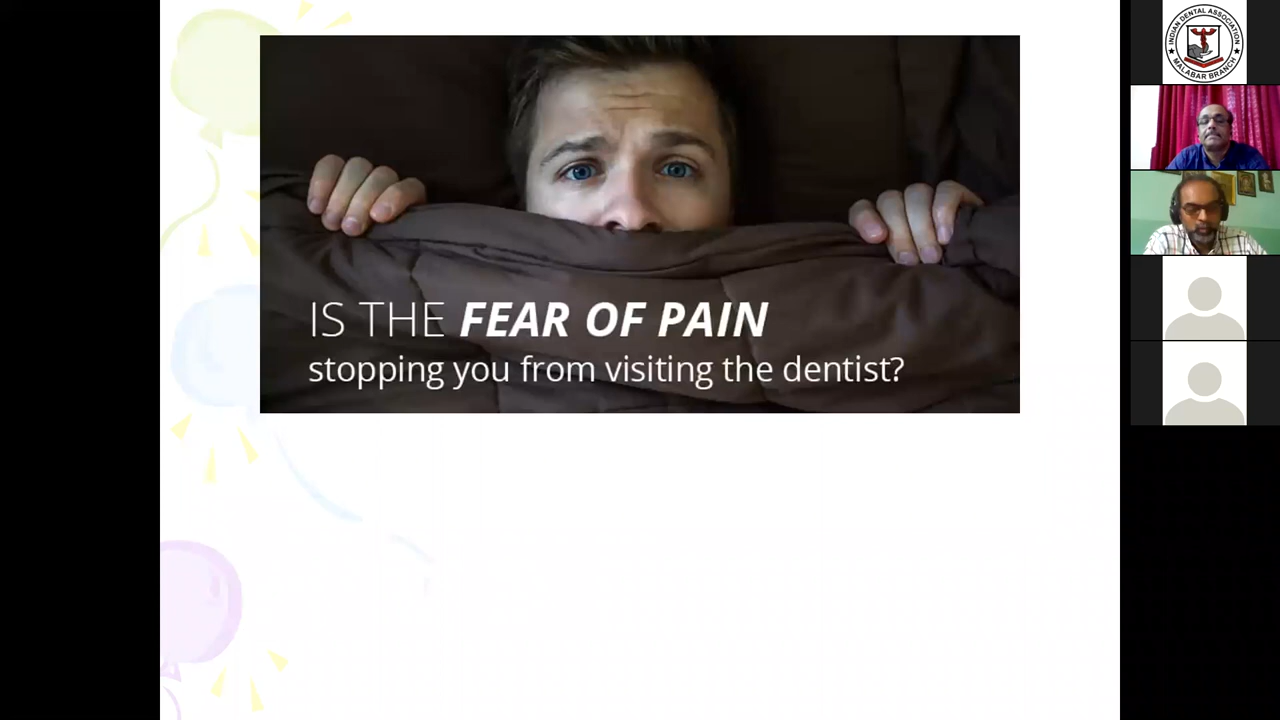 IS THE FEAR OF PAIN
stopping you from visiting the dentist?
INDIAN DENTAL ASSOCIATION
MALABAR BRANCH